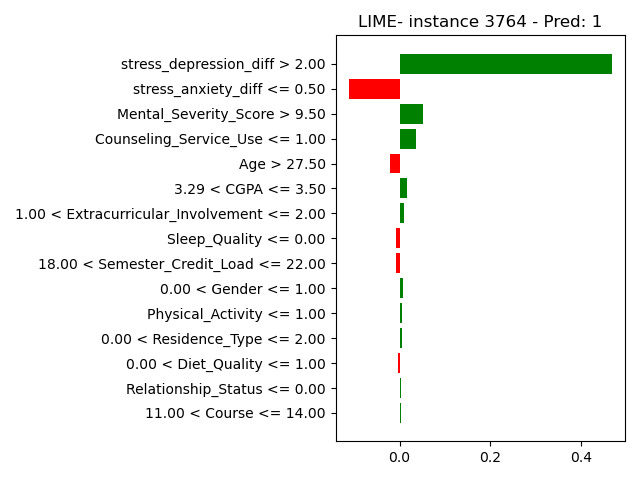 LIME- instance 3764 - Pred: 1
stress_depression_diff > 2.00
stress_anxiety_diff <= 0.50
Mental_Severity_Score > 9.50
Counseling_Service_Use <= 1.00
Age > 27.50
3.29 < CGPA <= 3.50
1.00 < Extracurricular_Involvement <= 2.00
Sleep_Quality <= 0.00
18.00 < Semester_Credit_Load <= 22.00
0.00 < Gender <= 1.00
Physical_Activity <= 1.00
0.00 < Residence_Type <= 2.00
0.00 < Diet_Quality <= 1.00
Relationship_Status <= 0.00
11.00 < Course <= 14.00
0.0 0.2 0.4